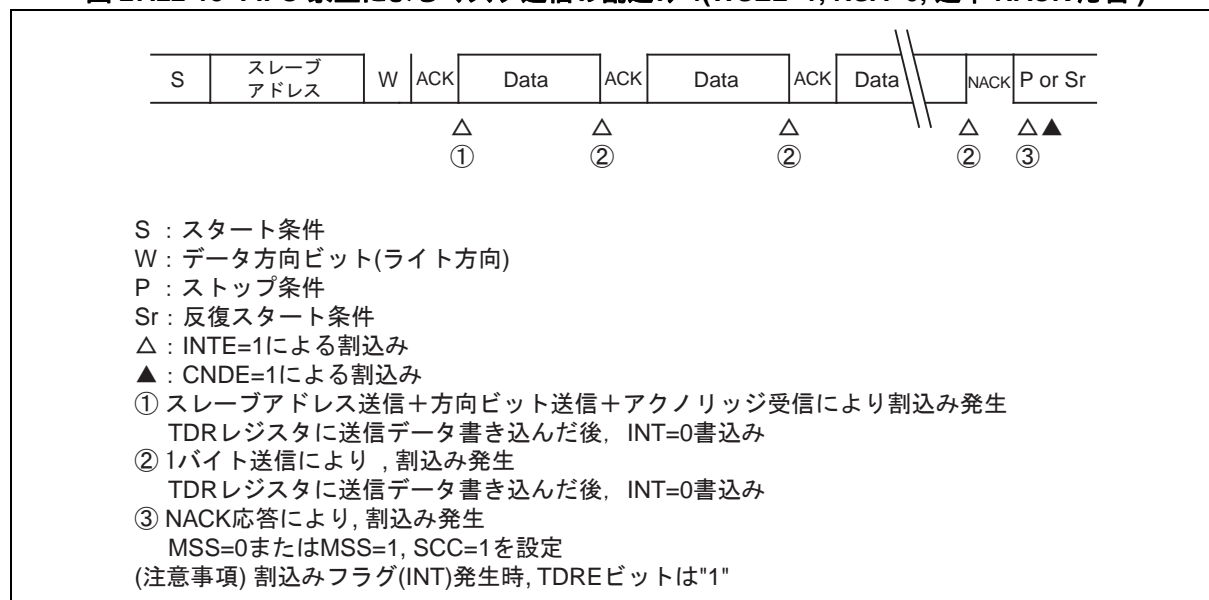 S スレーブ W ACK Data ACK Data ACK Data NACK P or Sr
アドレス
△ △ △ △ △▲
① ② ② ② ③
S : スタート条件
W : データ方向ビット(ライト方向)
P : ストップ条件
Sr : 反復スタート条件
△ : INTE=1による割込み
▲ : CNDE=1による割込み
① スレーブアドレス送信＋方向ビット送信＋アクノリッジ受信により割込み発生
TDRレジスタに送信データ書き込んだ後, INT=0書込み
② 1バイト送信により , 割込み発生
TDRレジスタに送信データ書き込んだ後, INT=0書込み
③ NACK応答により, 割込み発生
MSS=0またはMSS=1, SCC=1を設定
(注意事項) 割込みフラグ(INT)発生時, TDREビットは"1"